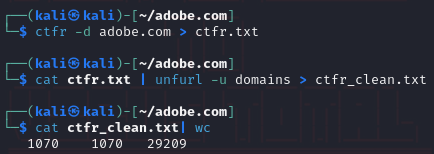 ┌──(kali㉿kali)-[~/adobe.com]
└─$ ctfr -d adobe.com > ctfr.txt
┌──(kali㉿kali)-[~/adobe.com]
└─$ cat ctfr.txt | unfurl -u domains > ctfr_clean.txt
┌──(kali㉿kali)-[~/adobe.com]
└─$ cat ctfr_clean.txt| wc
1070 1070 29209